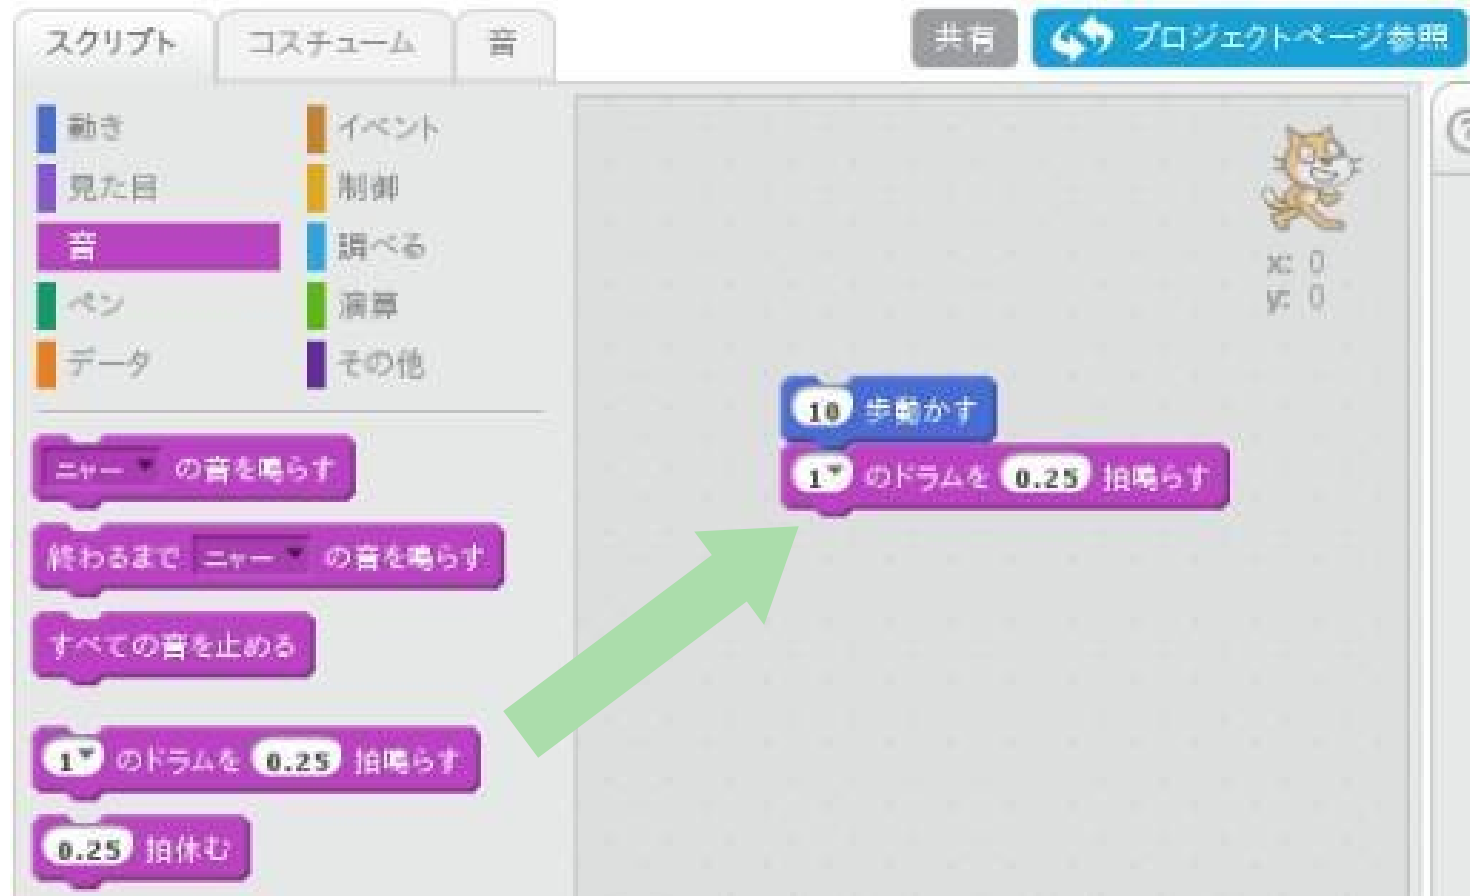 スクリプト コスチューム 音 共有 プロジェクトページ参照
動き イベント
見た目 制御
音 調べる
ペン 演算
データ その他
x: 0
y: 0
10 歩動かす
1 のドラムを 0.25 拍鳴らす
ニャー の音を鳴らす
終わるまで ニャー の音を鳴らす
すべての音を止める
1 のドラムを 0.25 拍鳴らす
0.25 拍休む